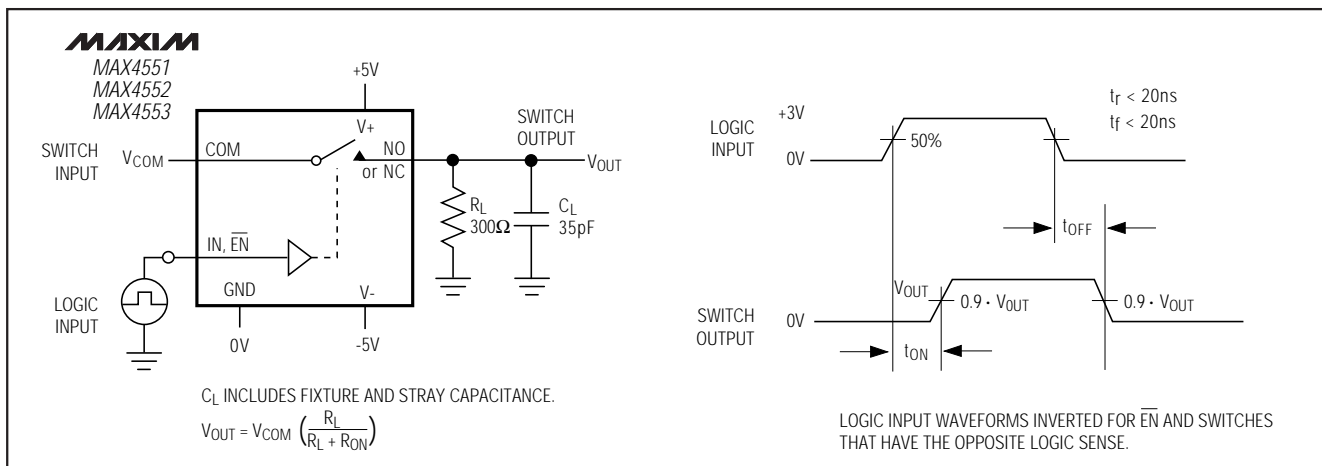 MAXIM
MAX4551
MAX4552
MAX4553
+5V
V+
SWITCH
INPUT
VCOM
COM
NO
or NC
SWITCH
OUTPUT
VOUT
RL
300Ω
CL
35pF
IN, E̅N̅
LOGIC
INPUT
GND
0V
V-
-5V
CL INCLUDES FIXTURE AND STRAY CAPACITANCE.
VOUT = VCOM (RL / RL + RON)
LOGIC
INPUT
+3V
0V
50%
tr < 20ns
tf < 20ns
tOFF
SWITCH
OUTPUT
VOUT
0V
0.9 · VOUT
0.9 · VOUT
tON
LOGIC INPUT WAVEFORMS INVERTED FOR E̅N̅ AND SWITCHES
THAT HAVE THE OPPOSITE LOGIC SENSE.